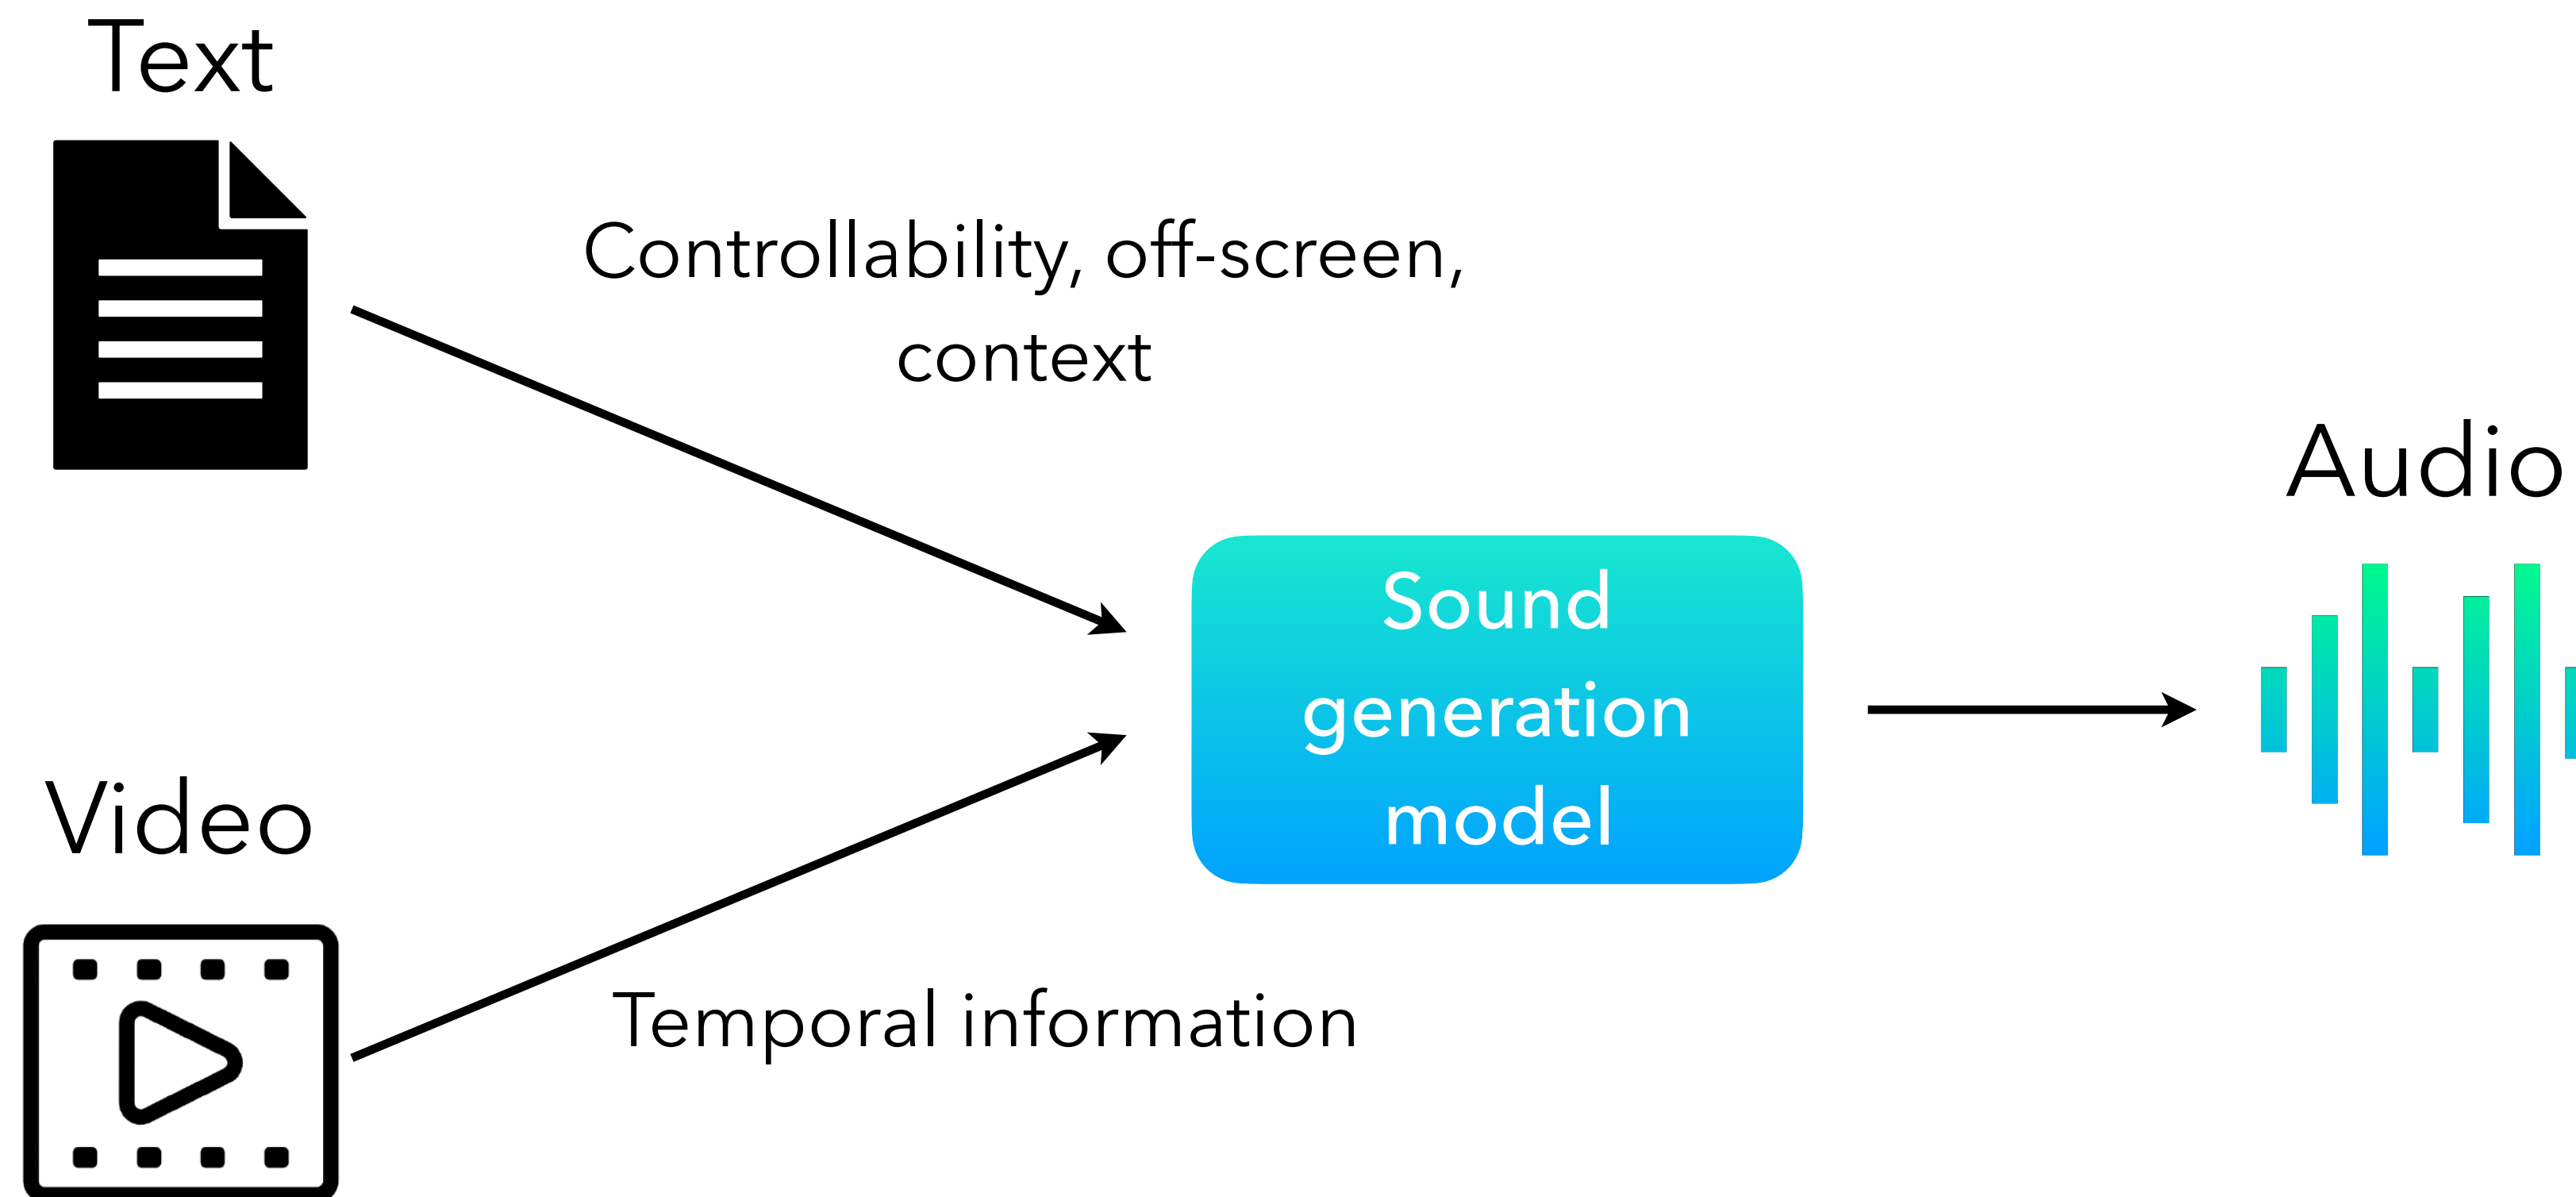 Text
Controllability, off-screen,
context
Audio
Sound
generation
model
Video
Temporal information